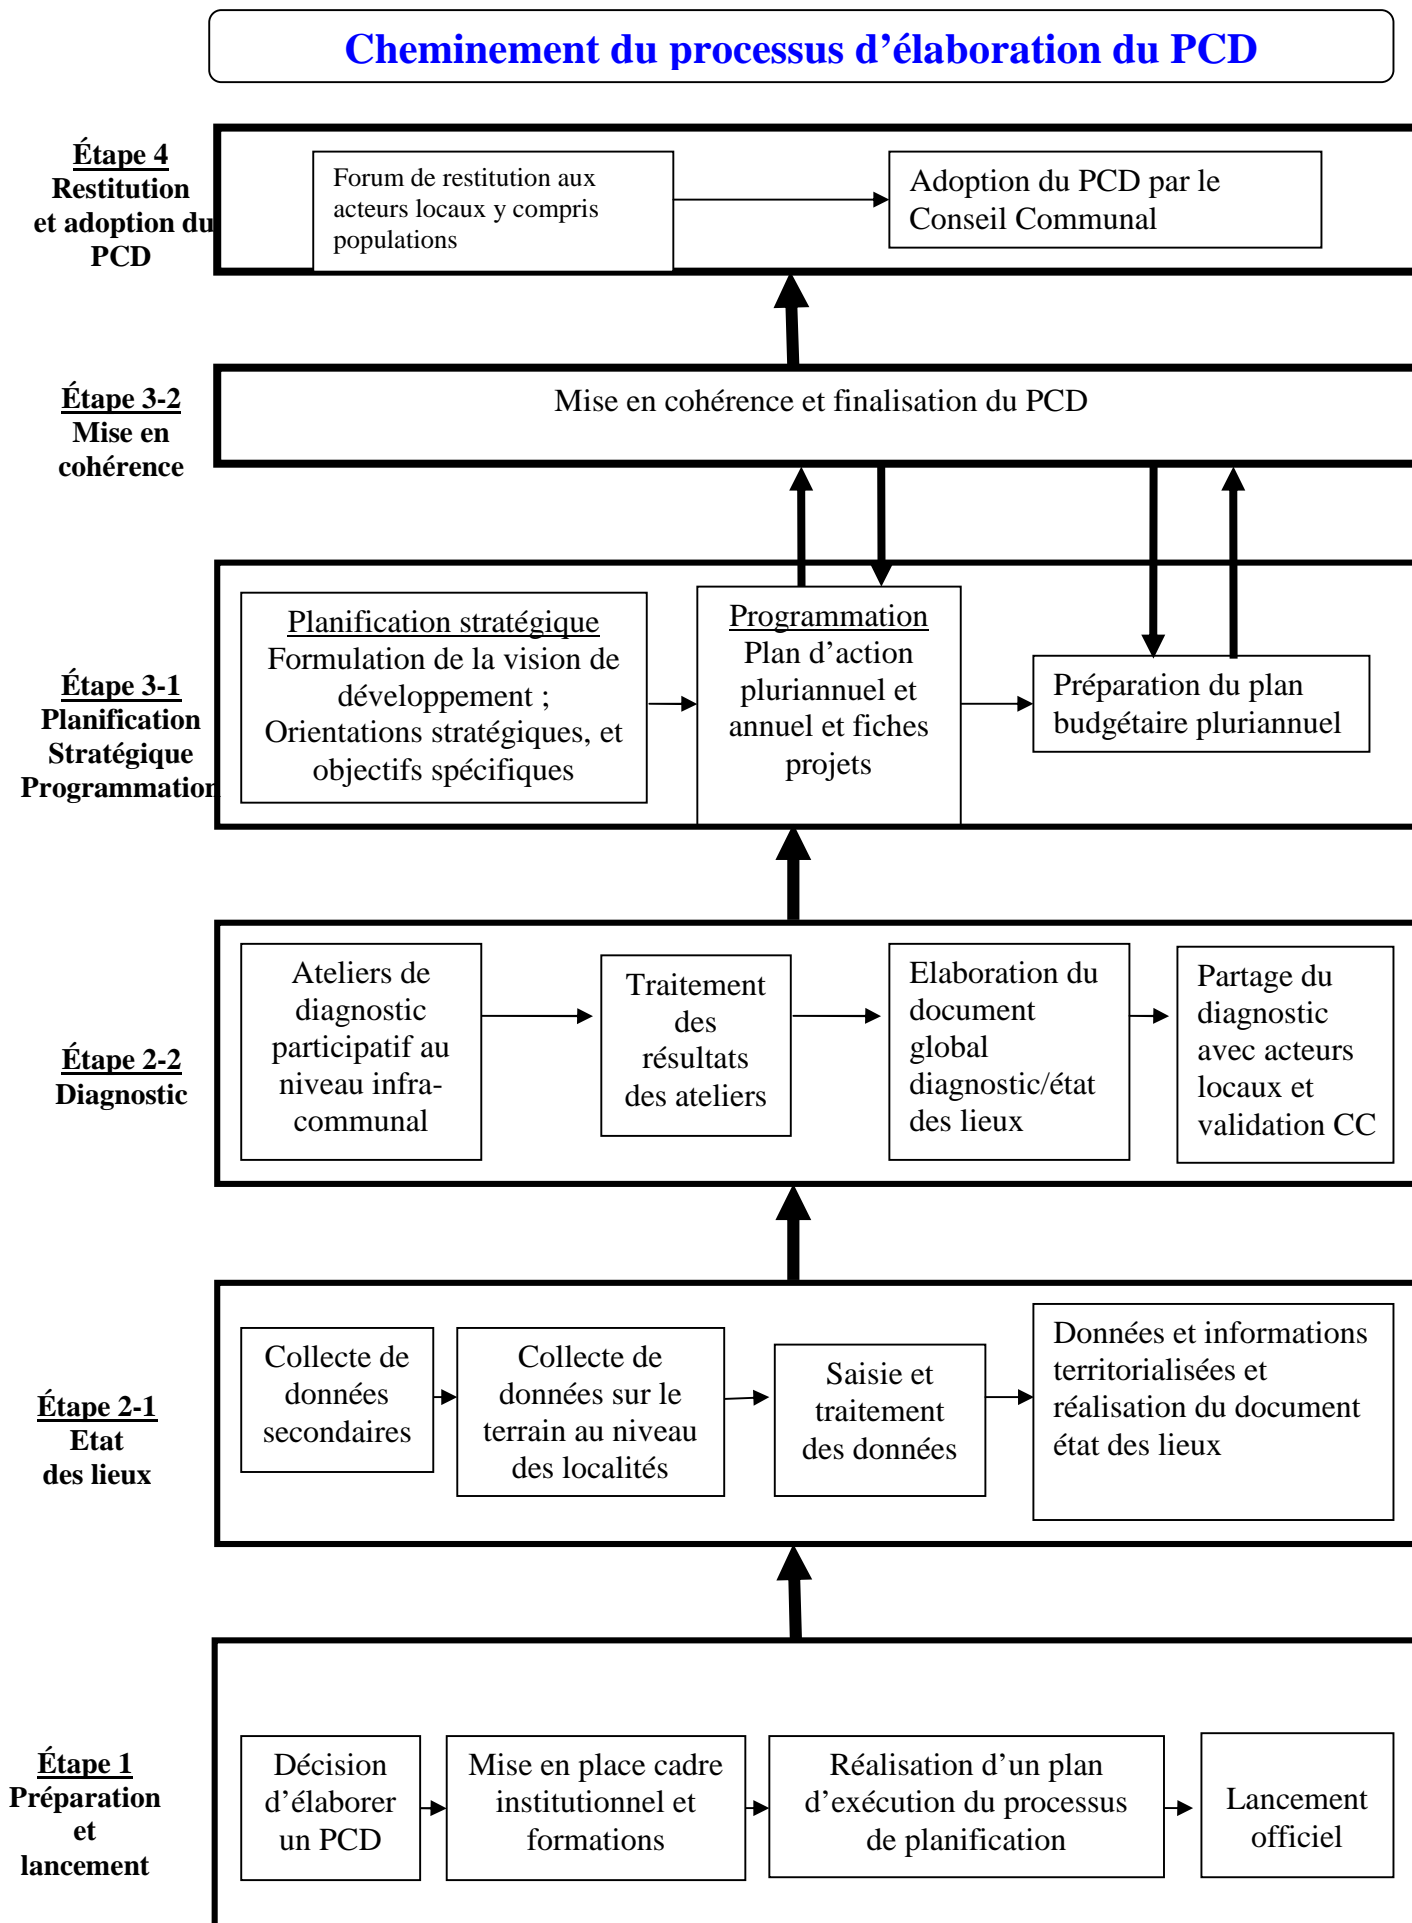 Cheminement du processus d’élaboration du PCD
Étape 4
Restitution
et adoption du
PCD
Forum de restitution aux
acteurs locaux y compris
populations
Adoption du PCD par le
Conseil Communal
Étape 3-2
Mise en
cohérence
Mise en cohérence et finalisation du PCD
Étape 3-1
Planification
Stratégique
Programmation
Planification stratégique
Formulation de la vision de
développement ;
Orientations stratégiques, et
objectifs spécifiques
Programmation
Plan d’action
pluriannuel et
annuel et fiches
projets
Préparation du plan
budgétaire pluriannuel
Étape 2-2
Diagnostic
Ateliers de
diagnostic
participatif au
niveau infra-
communal
Traitement
des
résultats
des ateliers
Elaboration du
document
global
diagnostic/état
des lieux
Partage du
diagnostic
avec acteurs
locaux et
validation CC
Étape 2-1
Etat
des lieux
Collecte de
données
secondaires
Collecte de
données sur le
terrain au niveau
des localités
Saisie et
traitement
des données
Données et informations
territorialisées et
réalisation du document
état des lieux
Étape 1
Préparation
et
lancement
Décision
d’élaborer
un PCD
Mise en place cadre
institutionnel et
formations
Réalisation d’un plan
d’exécution du processus
de planification
Lancement
officiel